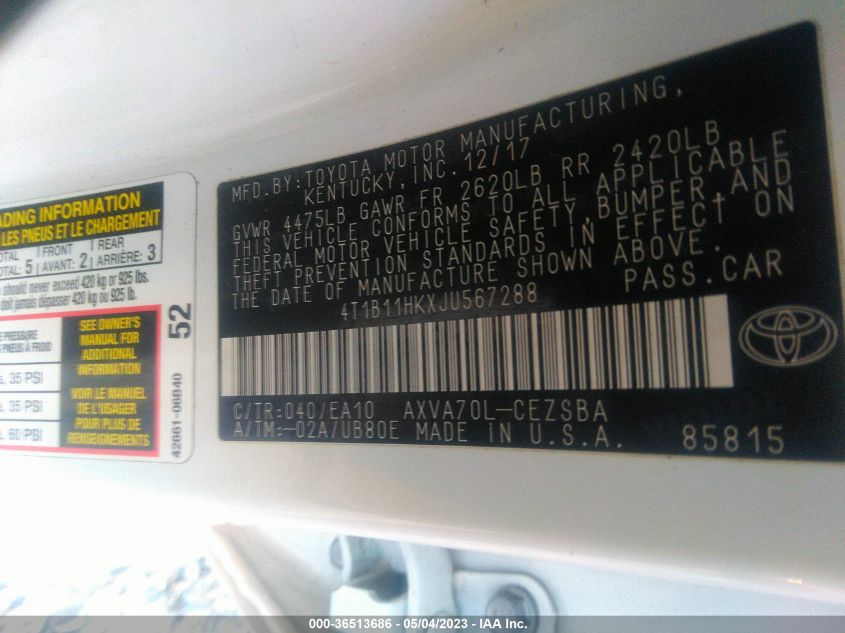 ADING INFORMATION
LES PNEUS ET LE CHARGEMENT
TOTAL 5 FRONT AVANT: 2 REAR ARRIÈRE: 3
should never exceed 420 kg or 925 lbs.
doit jamais dépasser 420 kg ou 925 lb.
PRESSURE
PNEUS À FROID
35 PSI
35 PSI
60 PSI
SEE OWNER'S
MANUAL FOR
ADDITIONAL
INFORMATION
VOIR LE MANUEL
DE L'USAGER
POUR PLUS DE
RENSEIGNEMENTS
52
42661-06B40
MFD.BY:TOYOTA MOTOR MANUFACTURING,
KENTUCKY,INC.12/17
GVWR 4475LB GAWR FR 2620LB RR 2420LB
THIS VEHICLE CONFORMS TO ALL APPLICABLE
FEDERAL MOTOR VEHICLE SAFETY,BUMPER,AND
THEFT PREVENTION STANDARDS IN EFFECT ON
THE DATE OF MANUFACTURE SHOWN ABOVE.
4T1B11HKXJU567288 PASS.CAR
C/TR:040/EA10 AXVA70L-CEZSBA
A/TM:-02A/UB80E MADE IN U.S.A. 85815
000-36513686 - 05/04/2023 - IAA Inc.